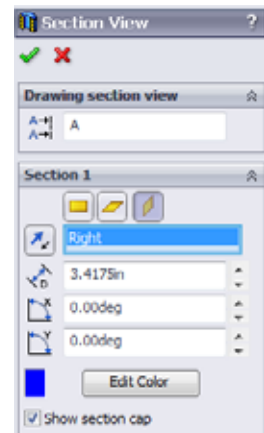 Section View ?
Drawing section view
A
Section 1
Right
3.4175in
0.00deg
0.00deg
Edit Color
Show section cap